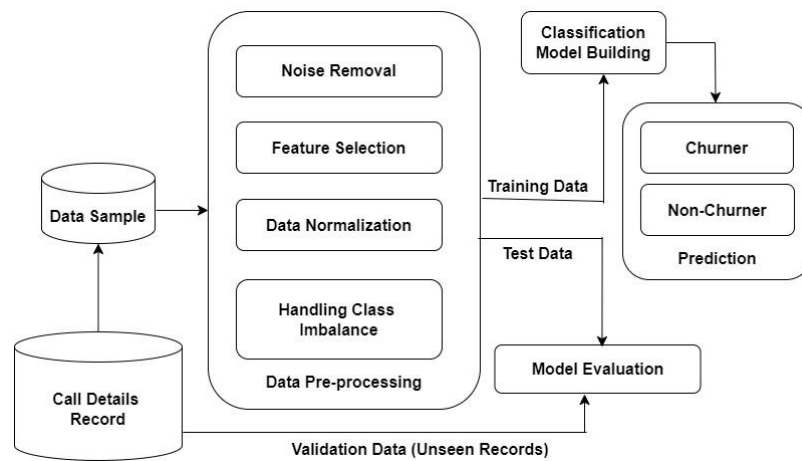 Classification
Model Building
Noise Removal
Feature Selection
Churner
Training Data
Data Sample
Data Normalization
Non-Churner
Test Data
Prediction
Handling Class
Imbalance
Data Pre-processing
Model Evaluation
Call Details
Record
Validation Data (Unseen Records)